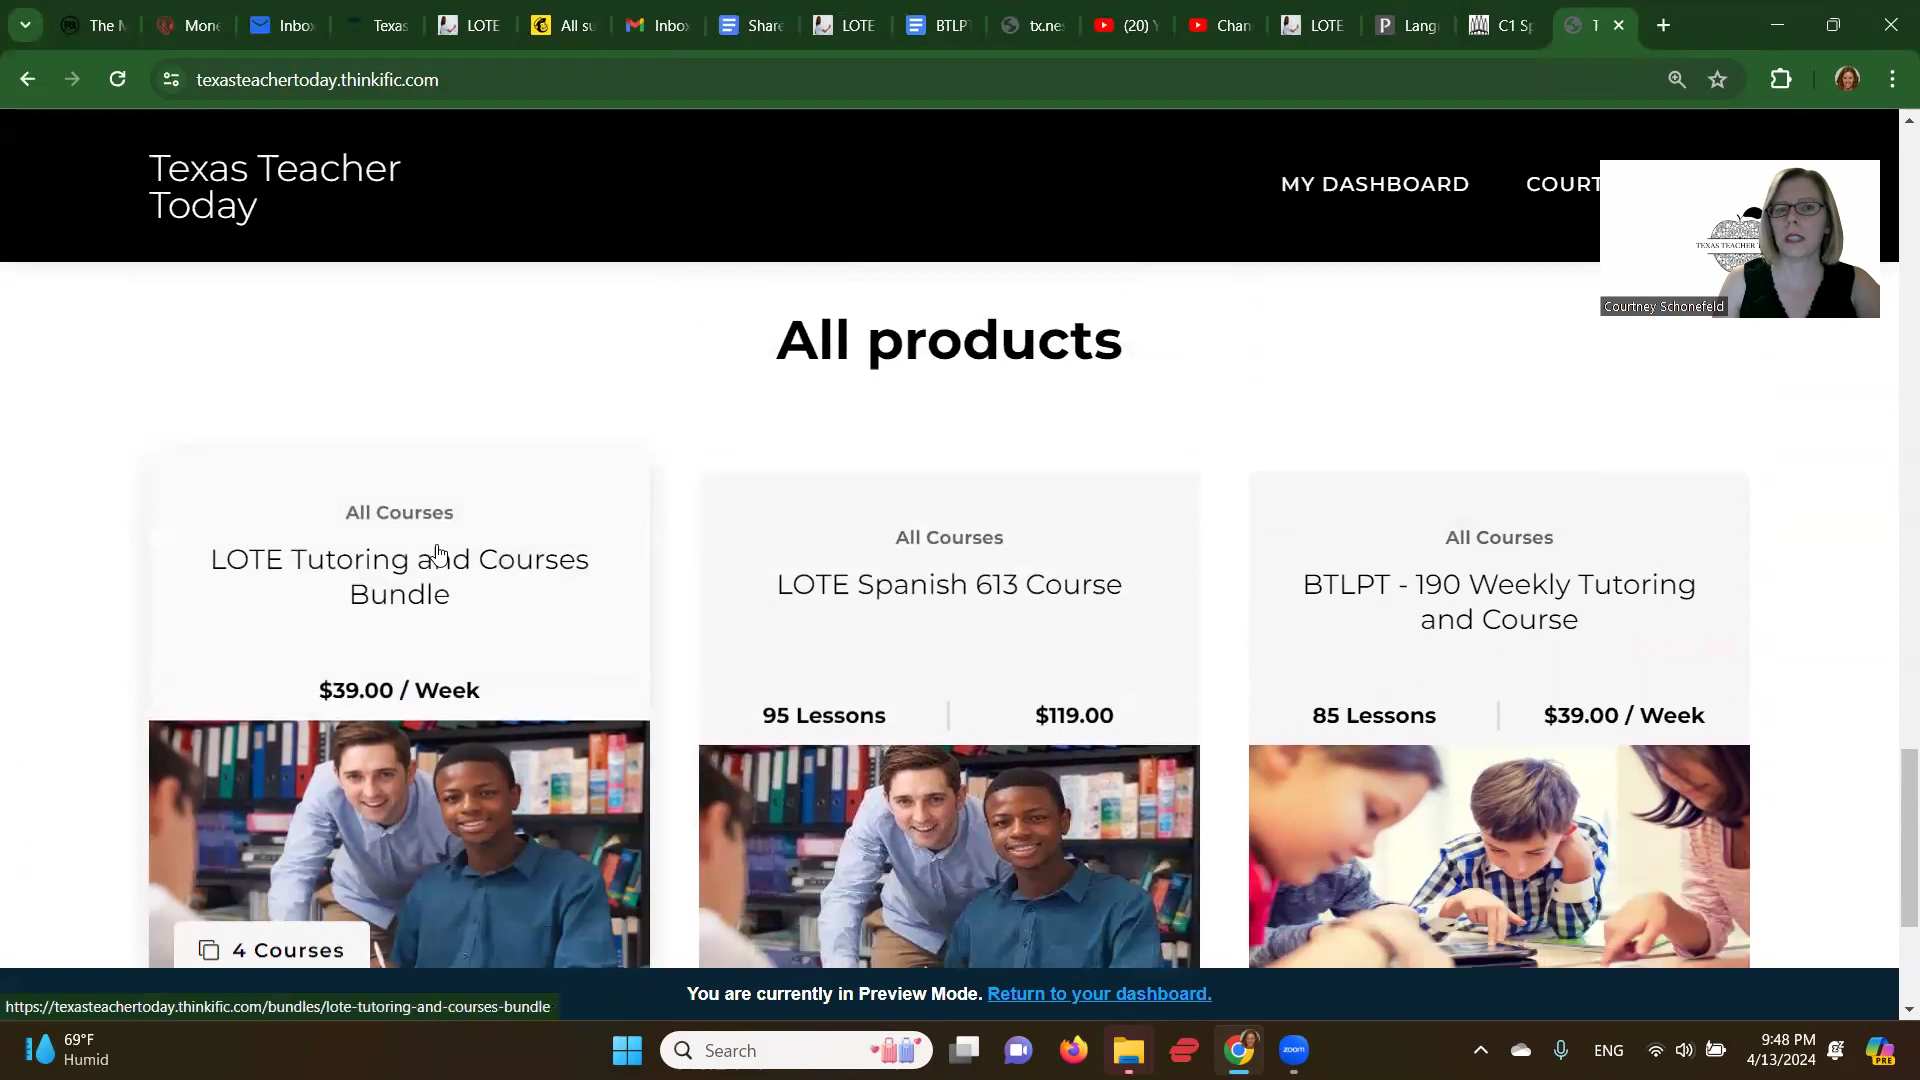 The M
Mone
Inbox
Texas
LOTE
All su
Inbox
Share
LOTE
BTLPT
tx.nes
(20) Y
Chan
LOTE
Lang
C1 Sp
T
texasteachertoday.thinkific.com
Texas Teacher
Today
MY DASHBOARD
COURT
TEXAS TEACHER T
Courtney Schonefeld
All products
All Courses
LOTE Tutoring and Courses
Bundle
$39.00 / Week
4 Courses
All Courses
LOTE Spanish 613 Course
95 Lessons
$119.00
All Courses
BTLPT - 190 Weekly Tutoring
and Course
85 Lessons
$39.00 / Week
You are currently in Preview Mode. Return to your dashboard.
https://texasteachertoday.thinkific.com/bundles/lote-tutoring-and-courses-bundle
69°F
Humid
Search
zoom
ENG
9:48 PM
4/13/2024
PRE